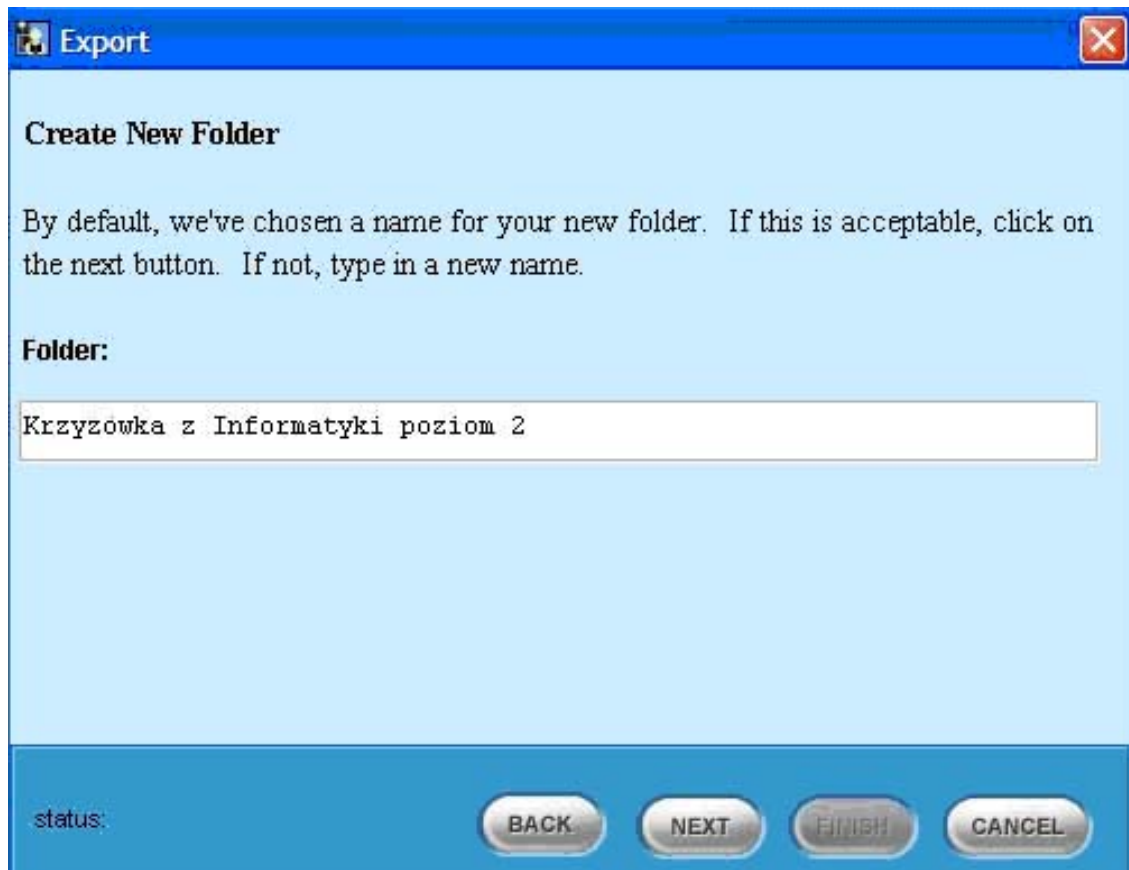 Export
Create New Folder
By default, we've chosen a name for your new folder. If this is acceptable, click on
the next button. If not, type in a new name.
Folder:
Krzyzowka z Informatyki poziom 2
status:
BACK NEXT FINISH CANCEL